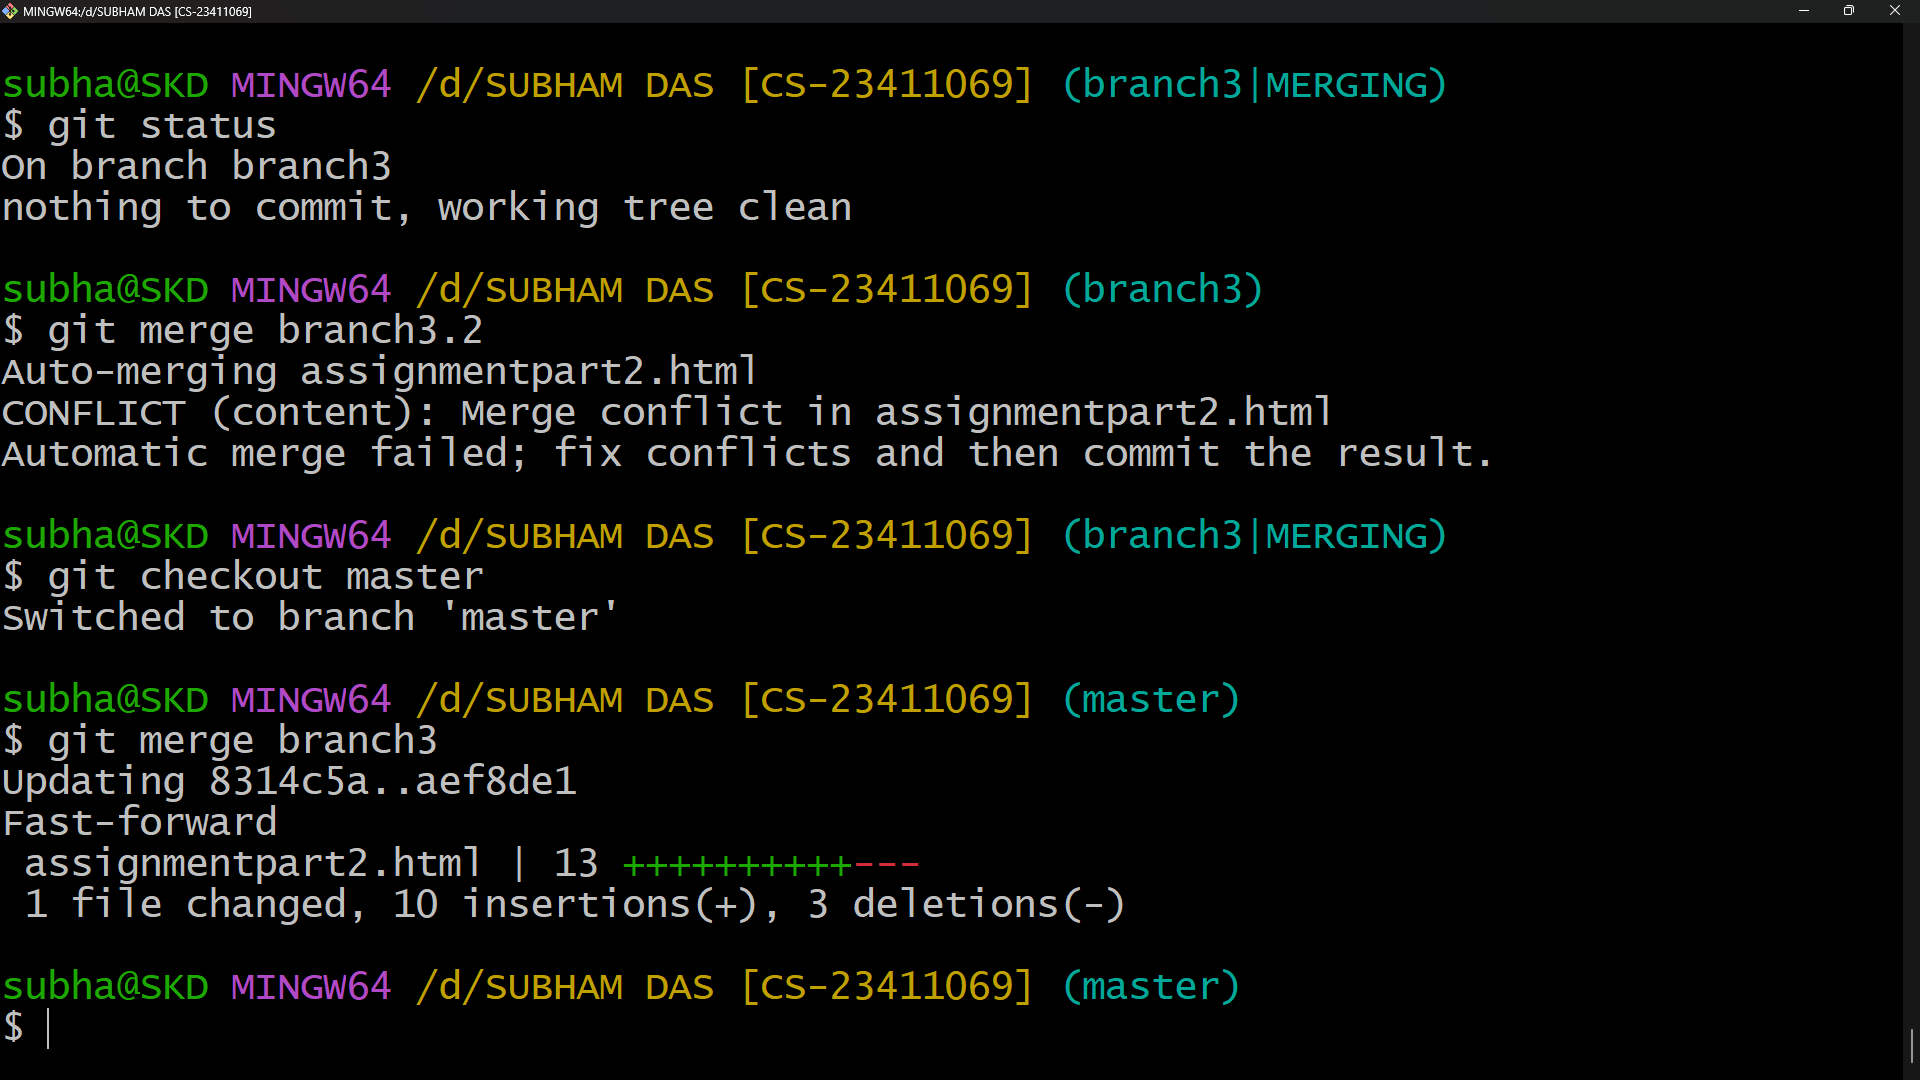 MINGW64:/d/SUBHAM DAS [CS-23411069]
subha@SKD MINGW64 /d/SUBHAM DAS [CS-23411069] (branch3|MERGING)
$ git status
On branch branch3
nothing to commit, working tree clean
subha@SKD MINGW64 /d/SUBHAM DAS [CS-23411069] (branch3)
$ git merge branch3.2
Auto-merging assignmentpart2.html
CONFLICT (content): Merge conflict in assignmentpart2.html
Automatic merge failed; fix conflicts and then commit the result.
subha@SKD MINGW64 /d/SUBHAM DAS [CS-23411069] (branch3|MERGING)
$ git checkout master
Switched to branch 'master'
subha@SKD MINGW64 /d/SUBHAM DAS [CS-23411069] (master)
$ git merge branch3
Updating 8314c5a..aef8de1
Fast-forward
 assignmentpart2.html | 13 ++++++++++---
 1 file changed, 10 insertions(+), 3 deletions(-)
subha@SKD MINGW64 /d/SUBHAM DAS [CS-23411069] (master)
$